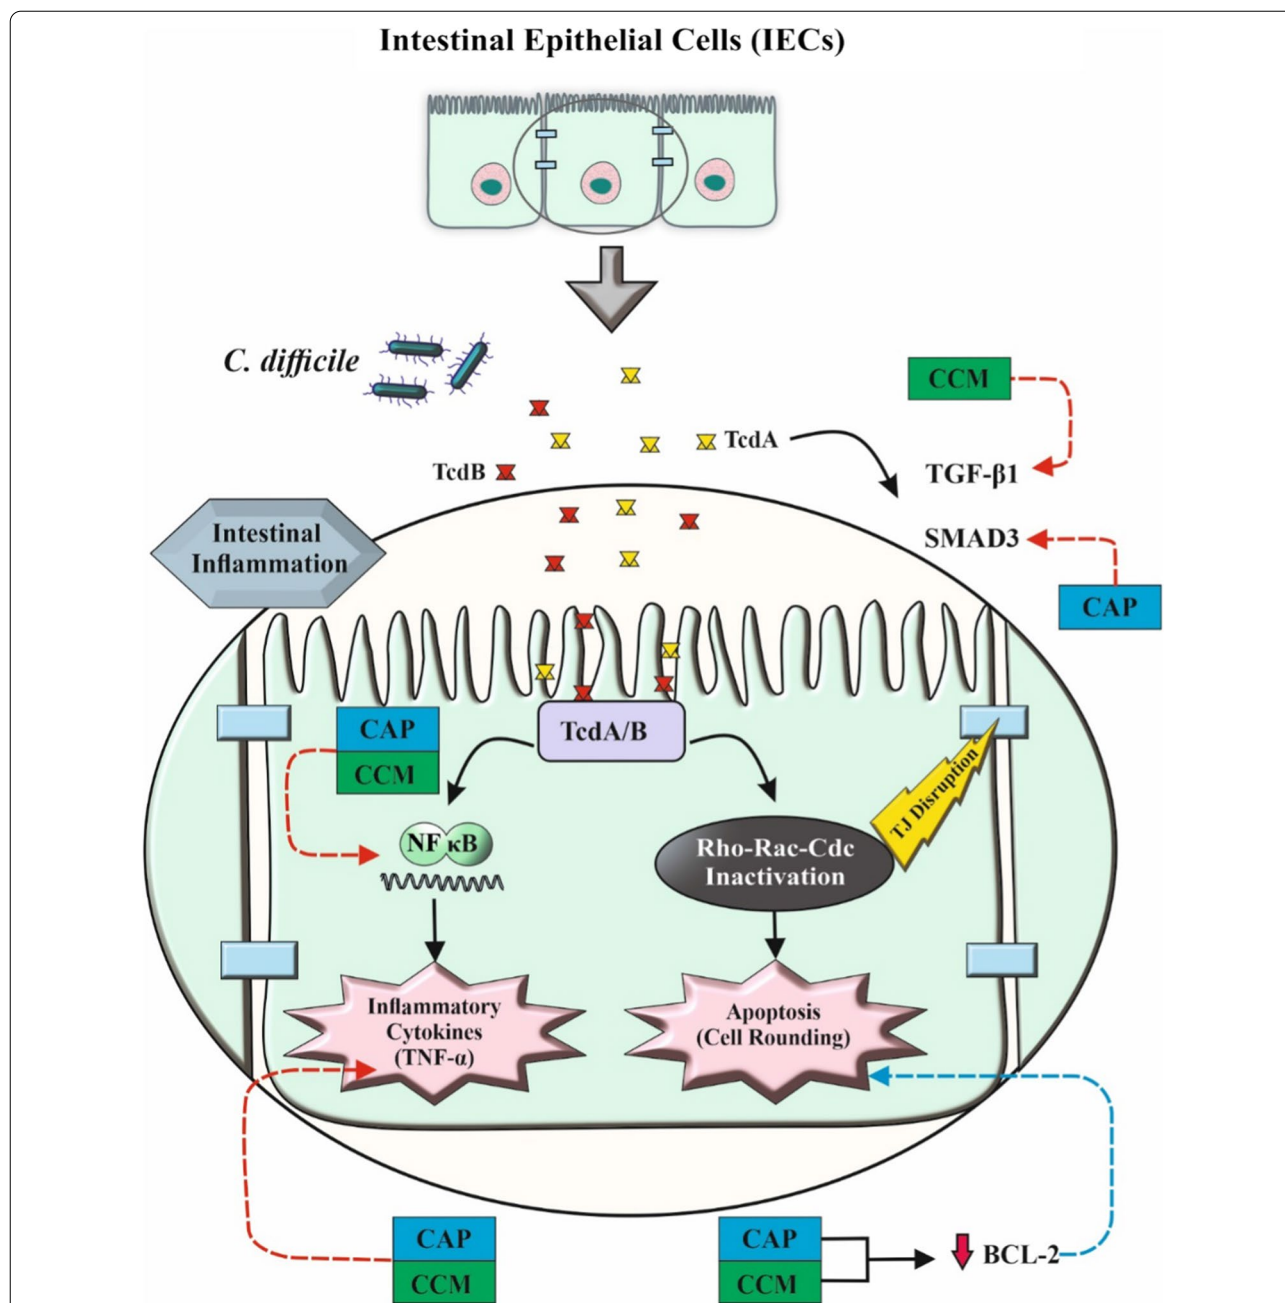 Intestinal Epithelial Cells (IECs)
C. difficile
CCM
TcdA
TcdB
TGF-β1
Intestinal
Inflammation
SMAD3
CAP
CAP
CCM
TcdA/B
TJ Disruption
NF κB
Rho-Rac-Cdc
Inactivation
Inflammatory
Cytokines
(TNF-α)
Apoptosis
(Cell Rounding)
CAP
CCM
CAP
CCM
BCL-2